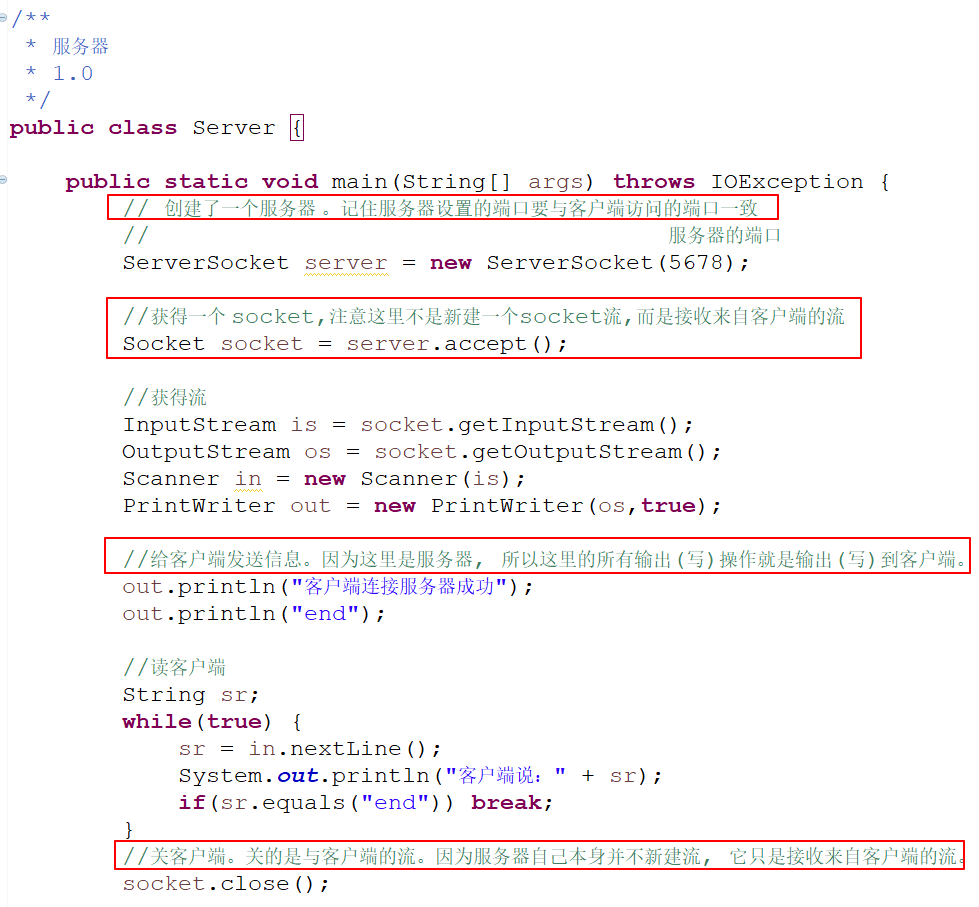 /**
 * 服务器
 * 1.0
 */
public class Server {
public static void main(String[] args) throws IOException {
// 创建了一个服务器。记住服务器设置的端口要与客户端访问的端口一致
// 服务器的端口
ServerSocket server = new ServerSocket(5678);
//获得一个socket,注意这里不是新建一个socket流,而是接收来自客户端的流
Socket socket = server.accept();
//获得流
InputStream is = socket.getInputStream();
OutputStream os = socket.getOutputStream();
Scanner in = new Scanner(is);
PrintWriter out = new PrintWriter(os,true);
//给客户端发送信息。因为这里是服务器, 所以这里的所有输出(写)操作就是输出(写)到客户端。
out.println("客户端连接服务器成功");
out.println("end");
//读客户端
String sr;
while(true) {
sr = in.nextLine();
System.out.println("客户端说: " + sr);
if(sr.equals("end")) break;
}
//关客户端。关的是与客户端的流。因为服务器自己本身并不新建流, 它只是接收来自客户端的流。
socket.close();